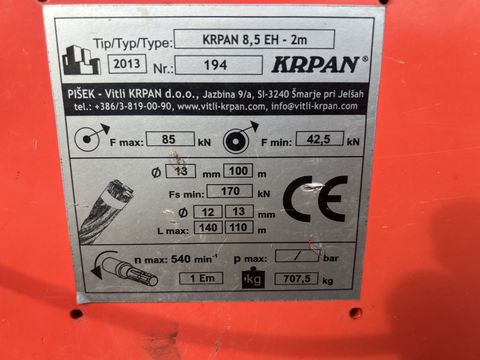 Tip/Typ/Type: KRPAN 8,5 EH - 2m
2013 Nr.: 194 KRPAN®
PIŠEK - Vitli KRPAN d.o.o., Jazbina 9/a, SI-3240 Šmarje pri Jelšah
tel.: +386/3-819-00-90, www.vitli-krpan.com, info@vitli-krpan.com
F max: 85 kN F min: 42,5 kN
Ø 13 mm 100 m
Fs min: 170 kN
Ø 12 13 mm
L max: 140 110 m
CE
n max: 540 min⁻¹ p max: / bar
1 Em kg 707,5 kg